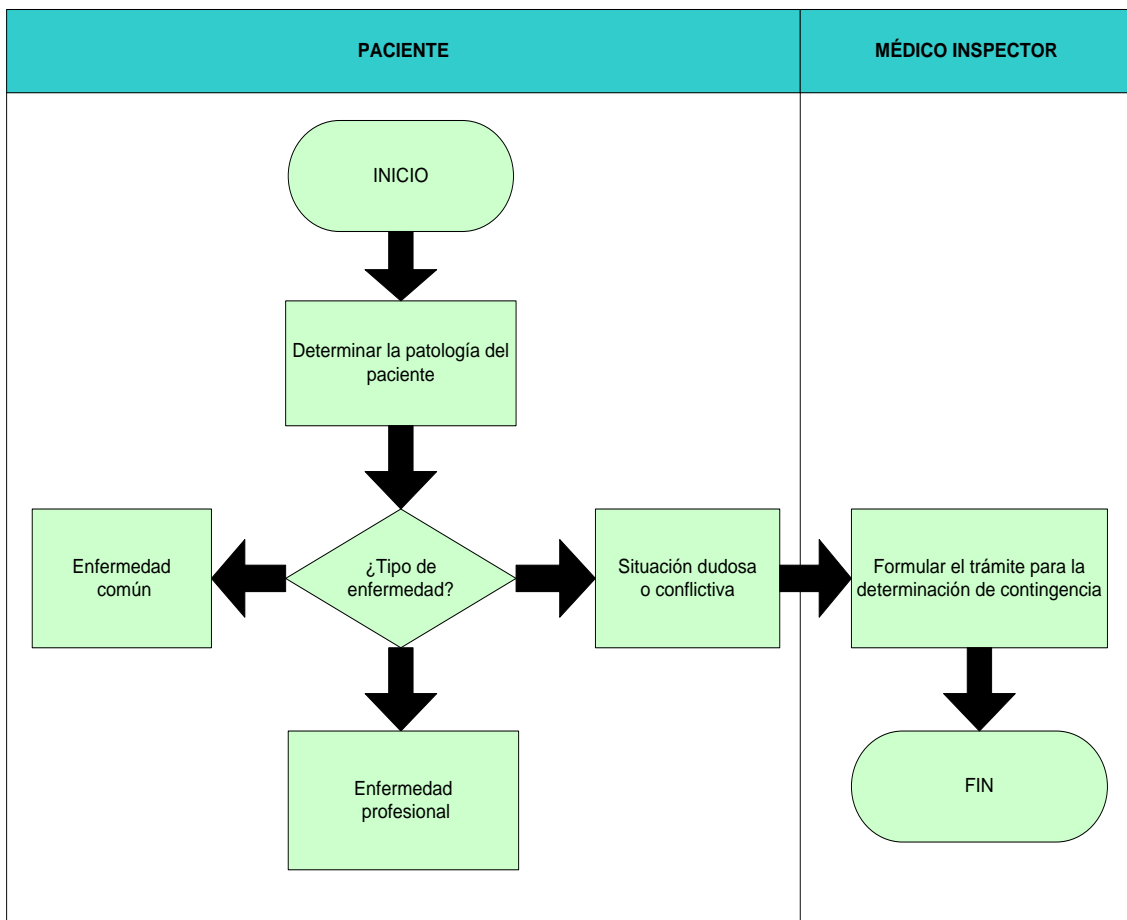 PACIENTE
MÉDICO INSPECTOR
INICIO
Determinar la patología del
paciente
Enfermedad
común
¿Tipo de
enfermedad?
Situación dudosa
o conflictiva
Formular el trámite para la
determinación de contingencia
Enfermedad
profesional
FIN